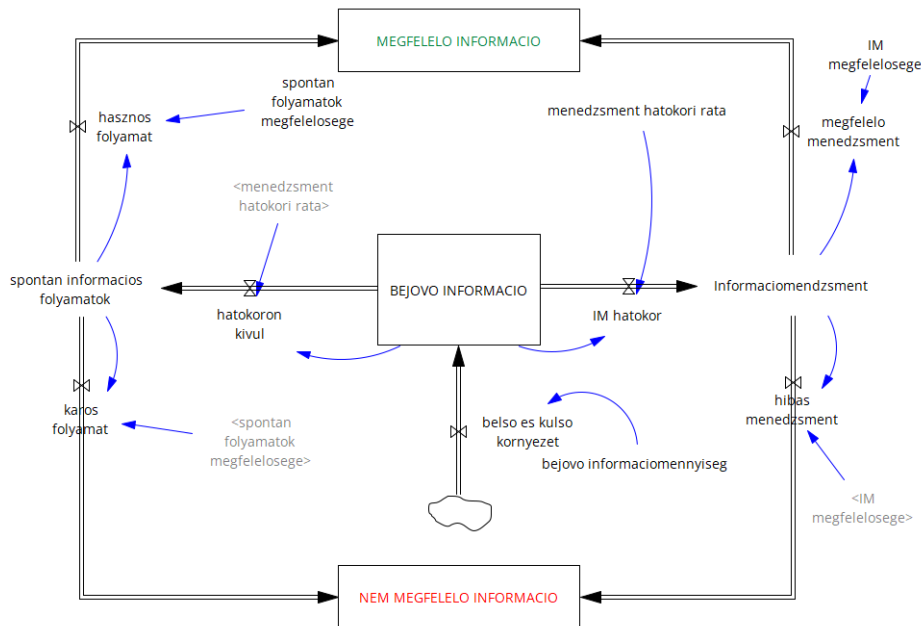 MEGFELELO INFORMACIO
IM
megfelelosege
spontan
folyamatok
megfelelosege
hasznos
folyamat
menedzsment hatokori rata
megfelelo
menedzsment
<menedzsment
hatokori rata>
spontan informacios
folyamatok
BEJOVO INFORMACIO
Informaciomendzsment
hatokoron
kivul
IM hatokor
karos
folyamat
<spontan
folyamatok
megfelelosege>
belso es kulso
kornyezet
bejovo informaciomennyiseg
hibas
menedzsment
<IM
megfelelosege>
NEM MEGFELELO INFORMACIO